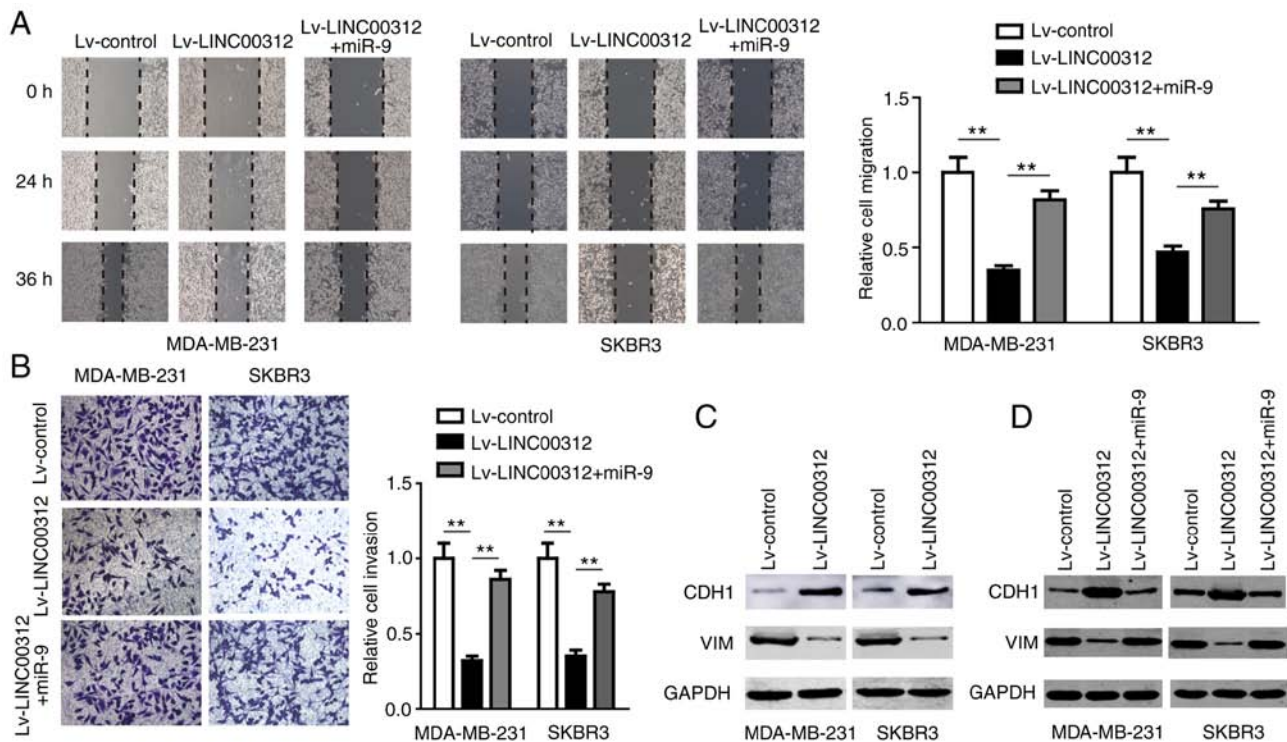 A
Lv-control
Lv-LINC00312
Lv-LINC00312
+miR-9
0 h
24 h
36 h
MDA-MB-231
Lv-control
Lv-LINC00312
Lv-LINC00312
+miR-9
SKBR3
Lv-control
Lv-LINC00312
Lv-LINC00312+miR-9
Relative cell migration
1.5
1.0
0.5
0.0
**
**
**
**
MDA-MB-231
SKBR3
B
MDA-MB-231
SKBR3
Lv-control
Lv-LINC00312
Lv-LINC00312
+miR-9
Lv-control
Lv-LINC00312
Lv-LINC00312+miR-9
Relative cell invasion
1.5
1.0
0.5
0.0
**
**
**
**
MDA-MB-231
SKBR3
C
Lv-control
Lv-LINC00312
Lv-control
Lv-LINC00312
CDH1
VIM
GAPDH
MDA-MB-231
SKBR3
D
Lv-control
Lv-LINC00312
Lv-LINC00312+miR-9
Lv-control
Lv-LINC00312
Lv-LINC00312+miR-9
CDH1
VIM
GAPDH
MDA-MB-231
SKBR3